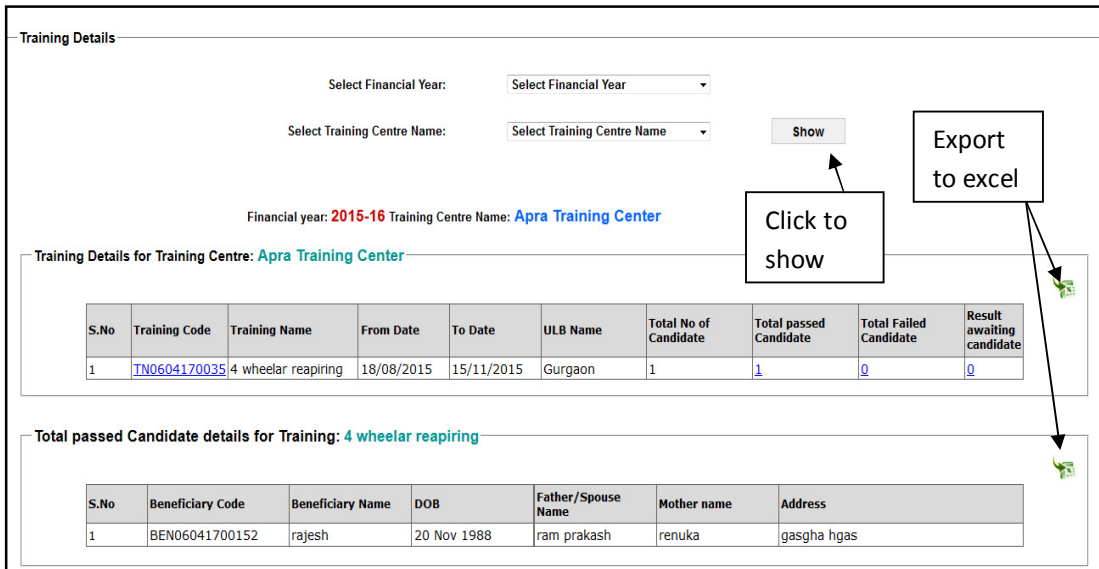 Training Details
Select Financial Year: Select Financial Year
Select Training Centre Name: Select Training Centre Name Show
Export
to excel
Click to
show
Financial year: 2015-16 Training Centre Name: Apra Training Center
Training Details for Training Centre: Apra Training Center
S.No Training Code Training Name From Date To Date ULB Name Total No of Candidate Total passed Candidate Total Failed Candidate Result awaiting candidate
1 TN0604170035 4 wheelar reapiring 18/08/2015 15/11/2015 Gurgaon 1 1 0 0
Total passed Candidate details for Training: 4 wheelar reapiring
S.No Beneficiary Code Beneficiary Name DOB Father/Spouse Name Mother name Address
1 BEN06041700152 rajesh 20 Nov 1988 ram prakash renuka gasgha hgas